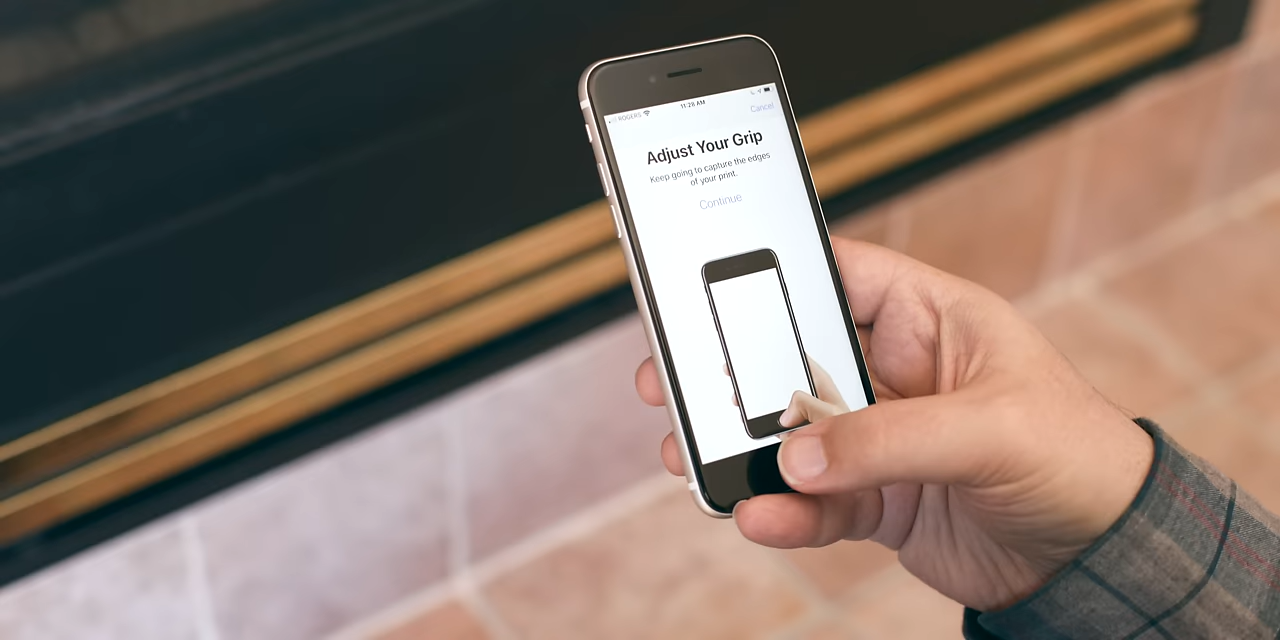 ROGERS 11:28 AM
Cancel
Adjust Your Grip
Keep going to capture the edges
of your print.
Continue